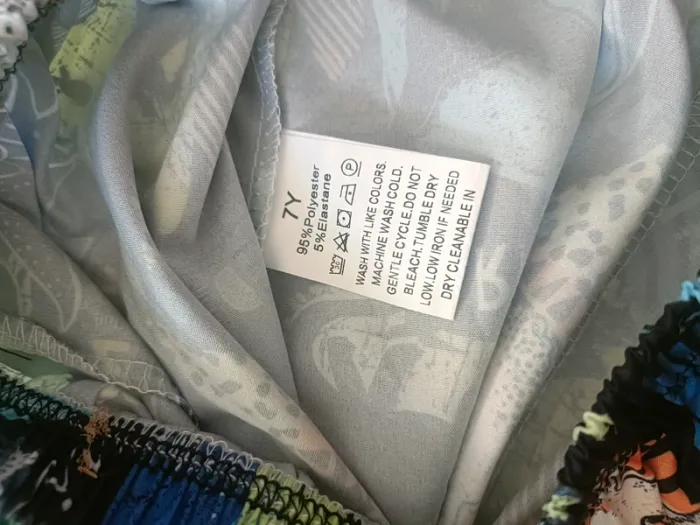 7Y
95%Polyester
5%Elastane
P
WASH WITH LIKE COLORS.
MACHINE WASH COLD.
GENTLE CYCLE.DO NOT
BLEACH.TUMBLE DRY
LOW.LOW IRON IF NEEDED
DRY CLEANABLE IN